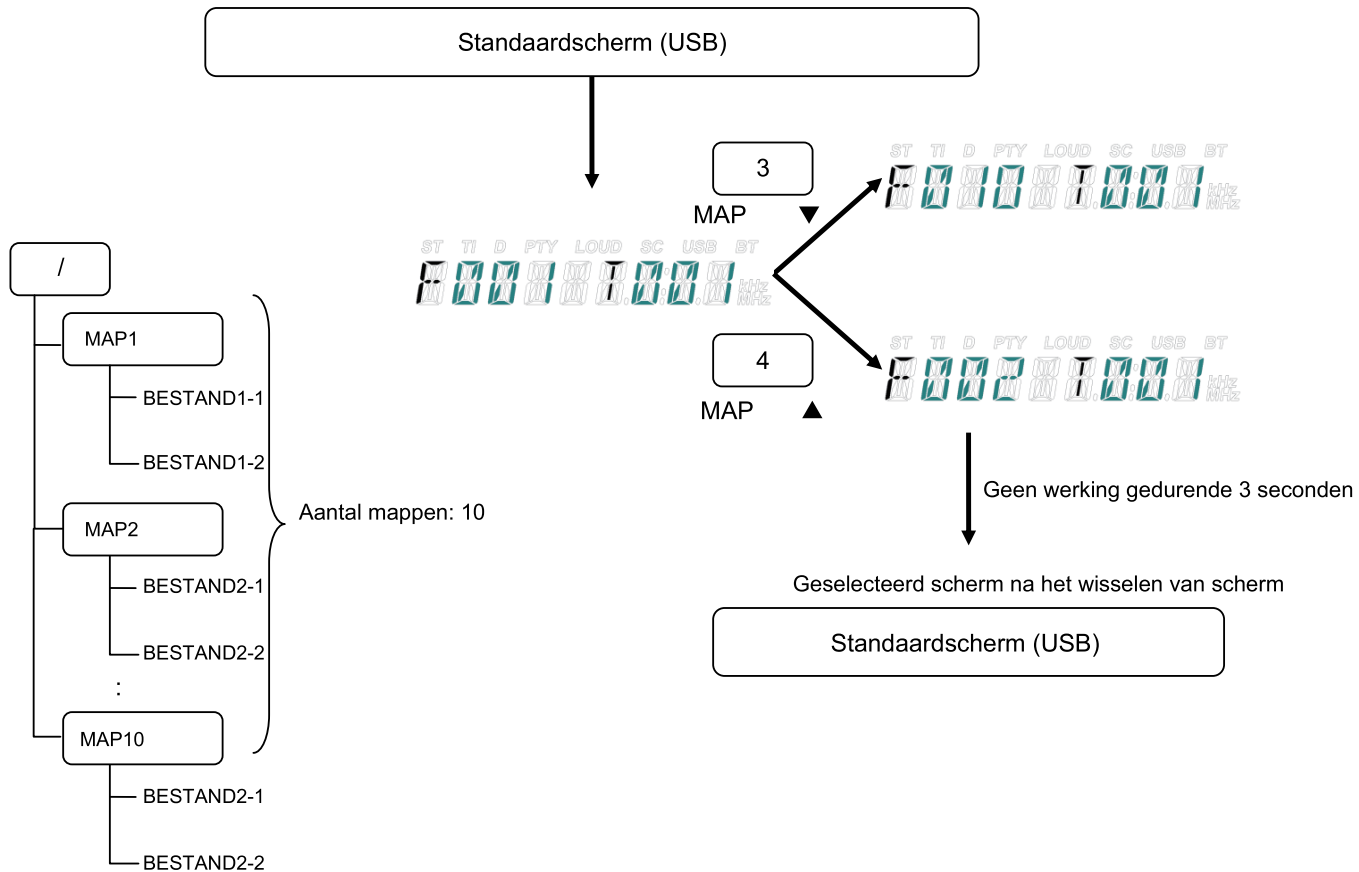 Standaardscherm (USB)
3
MAP ▼
ST TI D PTY LOUD SC USB BT
F010 T001 kHz MHz
ST TI D PTY LOUD SC USB BT
F001 T001 kHz MHz
4
MAP ▲
ST TI D PTY LOUD SC USB BT
F002 T001 kHz MHz
Geen werking gedurende 3 seconden
Geselecteerd scherm na het wisselen van scherm
Standaardscherm (USB)
/
MAP1
BESTAND1-1
BESTAND1-2
MAP2
BESTAND2-1
BESTAND2-2
:
MAP10
BESTAND2-1
BESTAND2-2
Aantal mappen: 10